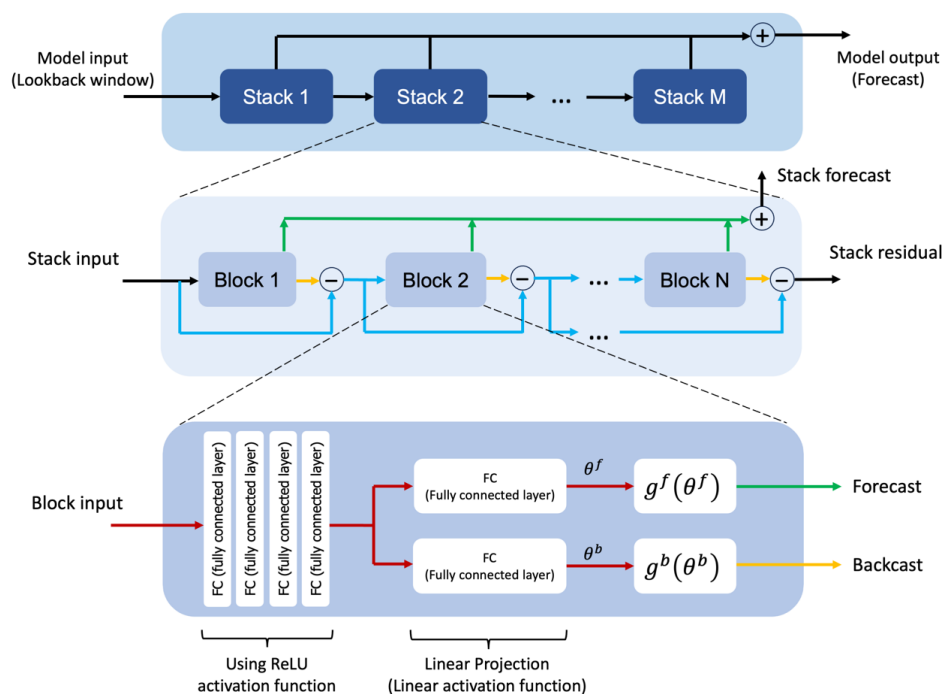 Model input
(Lookback window)
Stack 1
Stack 2
...
Stack M
+
Model output
(Forecast)
Stack forecast
+
Stack input
Block 1
−
Block 2
−
...
Block N
−
Stack residual
...
Block input
FC (fully connected layer)
FC (fully connected layer)
FC (fully connected layer)
FC (fully connected layer)
FC
(Fully connected layer)
θ^f
g^f(θ^f)
Forecast
FC
(Fully connected layer)
θ^b
g^b(θ^b)
Backcast
Using ReLU
activation function
Linear Projection
(Linear activation function)